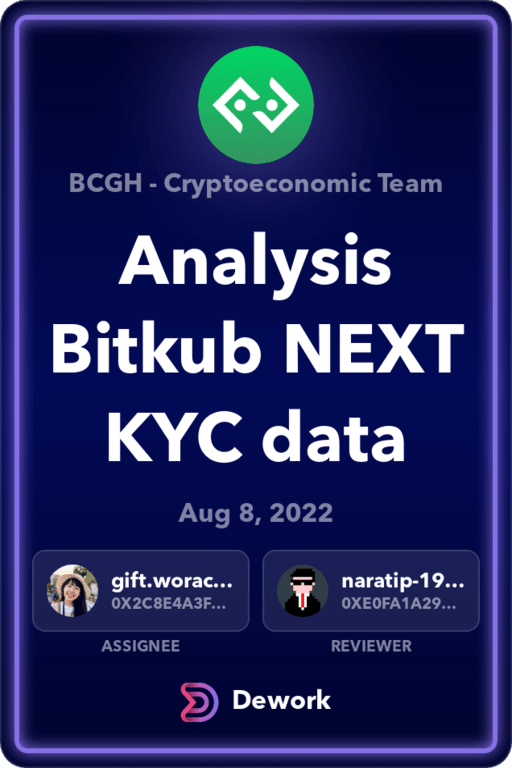 BCGH - Cryptoeconomic Team
Analysis
Bitkub NEXT
KYC data
Aug 8, 2022
gift.worac...
0X2C8E4A3F...
naratip-19...
0XE0FA1A29...
ASSIGNEE
REVIEWER
Dework